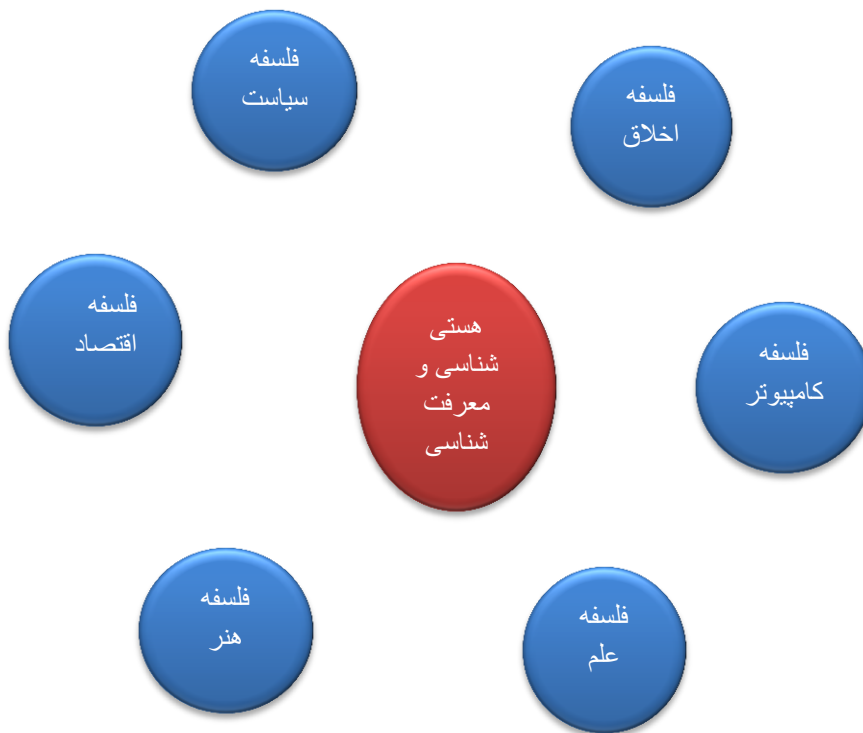 فلسفه
سیاست
فلسفه
اخلاق
فلسفه
اقتصاد
هستی
شناسی و
معرفت
شناسی
فلسفه
کامپیوتر
فلسفه
هنر
فلسفه
علم